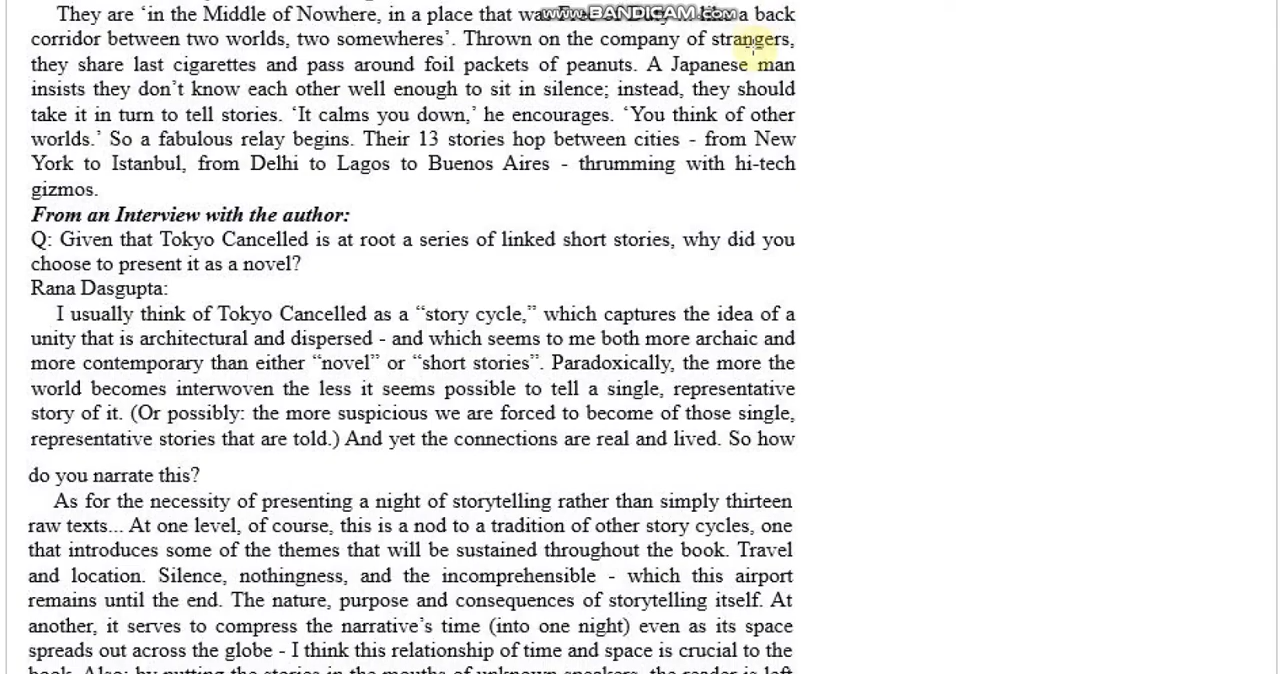 They are ‘in the Middle of Nowhere, in a place that was a back
www.BANDICAM.com
corridor between two worlds, two somewheres’. Thrown on the company of strangers,
they share last cigarettes and pass around foil packets of peanuts. A Japanese man
insists they don’t know each other well enough to sit in silence; instead, they should
take it in turn to tell stories. ‘It calms you down,’ he encourages. ‘You think of other
worlds.’ So a fabulous relay begins. Their 13 stories hop between cities - from New
York to Istanbul, from Delhi to Lagos to Buenos Aires - thrumming with hi-tech
gizmos.
From an Interview with the author:
Q: Given that Tokyo Cancelled is at root a series of linked short stories, why did you
choose to present it as a novel?
Rana Dasgupta:
I usually think of Tokyo Cancelled as a “story cycle,” which captures the idea of a
unity that is architectural and dispersed - and which seems to me both more archaic and
more contemporary than either “novel” or “short stories”. Paradoxically, the more the
world becomes interwoven the less it seems possible to tell a single, representative
story of it. (Or possibly: the more suspicious we are forced to become of those single,
representative stories that are told.) And yet the connections are real and lived. So how
do you narrate this?
As for the necessity of presenting a night of storytelling rather than simply thirteen
raw texts... At one level, of course, this is a nod to a tradition of other story cycles, one
that introduces some of the themes that will be sustained throughout the book. Travel
and location. Silence, nothingness, and the incomprehensible - which this airport
remains until the end. The nature, purpose and consequences of storytelling itself. At
another, it serves to compress the narrative’s time (into one night) even as its space
spreads out across the globe - I think this relationship of time and space is crucial to the
book. Also: by putting the stories in the mouths of unknown speakers, the reader is left